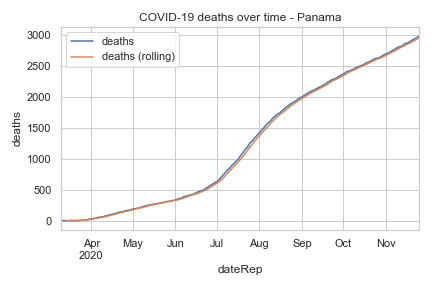 COVID-19 deaths over time - Panama
deaths
deaths (rolling)
3000
2500
2000
1500
1000
500
0
deaths
Apr May Jun Jul Aug Sep Oct Nov
2020
dateRep